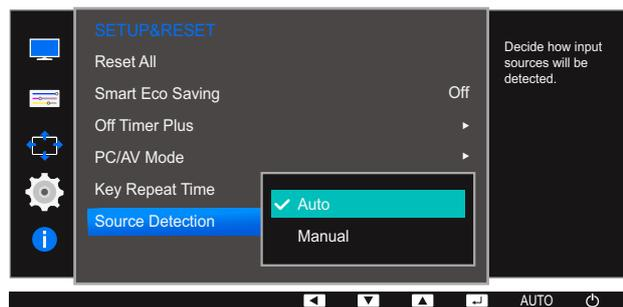 SETUP&RESET
Reset All
Smart Eco Saving Off
Off Timer Plus
PC/AV Mode
Key Repeat Time
Source Detection
Auto
Manual
Decide how input
sources will be
detected.
AUTO